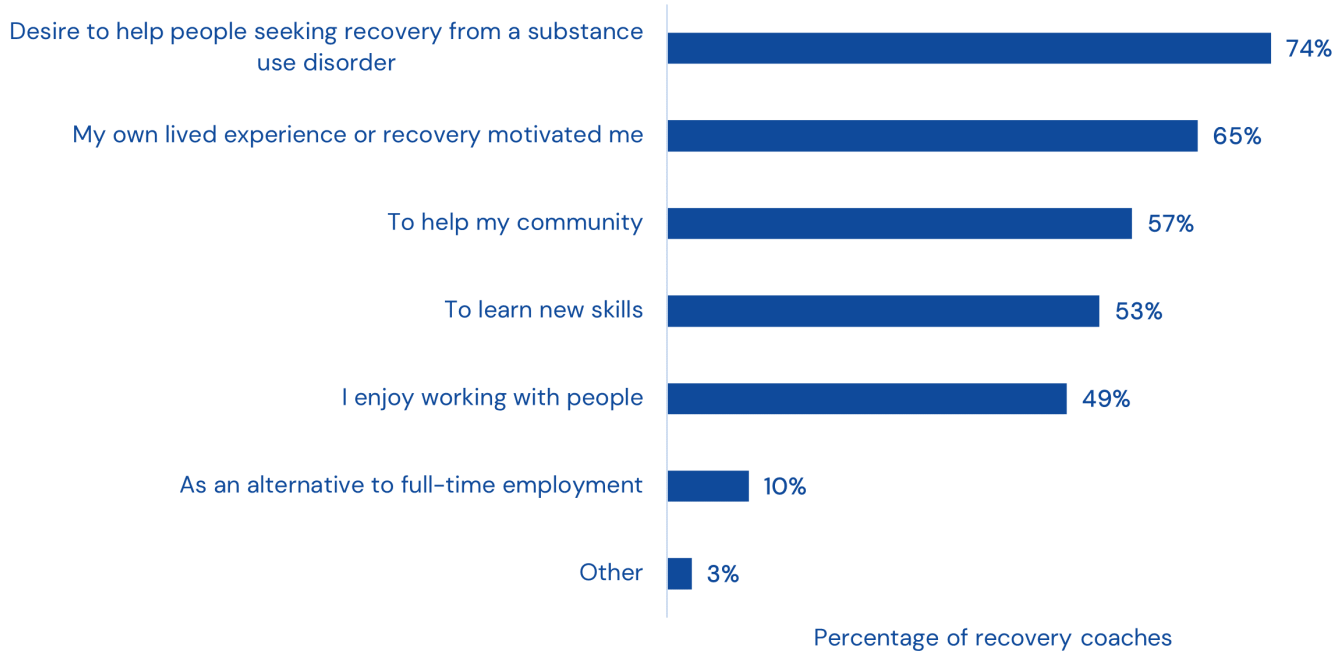 Desire to help people seeking recovery from a substance
use disorder
74%
My own lived experience or recovery motivated me
65%
To help my community
57%
To learn new skills
53%
I enjoy working with people
49%
As an alternative to full-time employment
10%
Other
3%
Percentage of recovery coaches